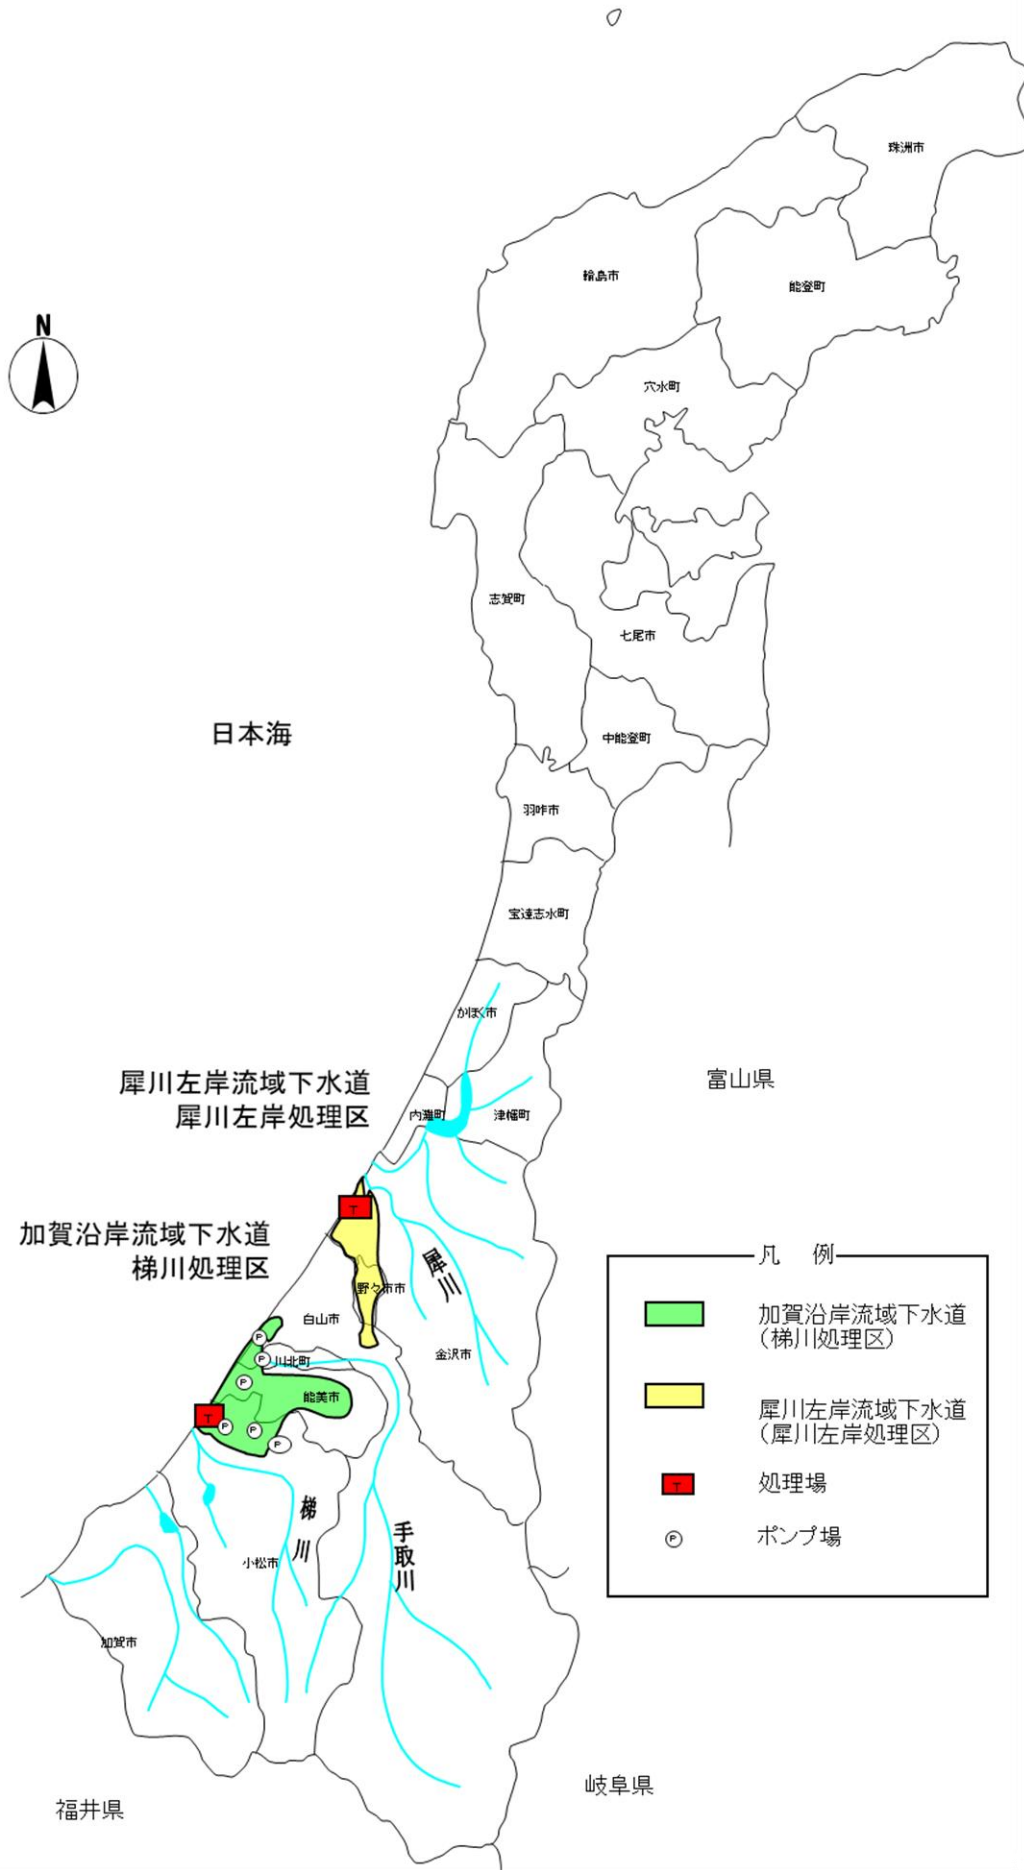 珠洲市
輪島市
能登町
N
穴水町
志賀町
七尾市
日本海
中能登町
羽咋市
宝達志水町
かほく市
富山県
犀川左岸流域下水道
犀川左岸処理区
内灘町
津幡町
T
加賀沿岸流域下水道
梯川処理区
犀川
野々市市
白山市
金沢市
P
P
川北町
P
能美市
T
P
P
P
凡 例
加賀沿岸流域下水道
(梯川処理区)
犀川左岸流域下水道
(犀川左岸処理区)
T
処理場
P
ポンプ場
梯川
手取川
小松市
加賀市
岐阜県
福井県